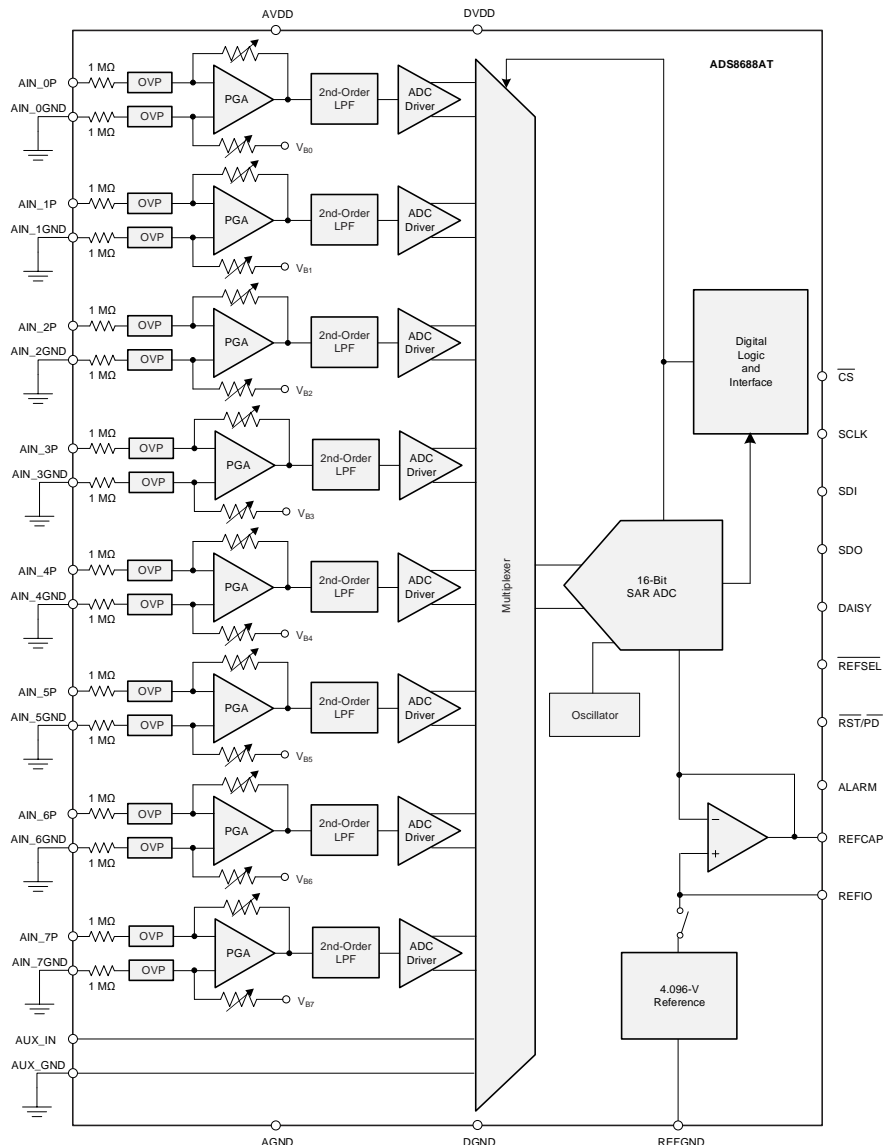 AVDD
DVDD
ADS8688AT
1 MΩ
AIN_0P
OVP
PGA
2nd-Order
LPF
ADC
Driver
AIN_0GND
OVP
1 MΩ
VB0
1 MΩ
AIN_1P
OVP
PGA
2nd-Order
LPF
ADC
Driver
AIN_1GND
OVP
1 MΩ
VB1
1 MΩ
AIN_2P
OVP
PGA
2nd-Order
LPF
ADC
Driver
AIN_2GND
OVP
1 MΩ
VB2
1 MΩ
AIN_3P
OVP
PGA
2nd-Order
LPF
ADC
Driver
AIN_3GND
OVP
1 MΩ
VB3
1 MΩ
AIN_4P
OVP
PGA
2nd-Order
LPF
ADC
Driver
AIN_4GND
OVP
1 MΩ
VB4
1 MΩ
AIN_5P
OVP
PGA
2nd-Order
LPF
ADC
Driver
AIN_5GND
OVP
1 MΩ
VB5
1 MΩ
AIN_6P
OVP
PGA
2nd-Order
LPF
ADC
Driver
AIN_6GND
OVP
1 MΩ
VB6
1 MΩ
AIN_7P
OVP
PGA
2nd-Order
LPF
ADC
Driver
AIN_7GND
OVP
1 MΩ
VB7
AUX_IN
AUX_GND
Multiplexer
Digital
Logic
and
Interface
16-Bit
SAR ADC
Oscillator
−
+
4.096-V
Reference
CS
SCLK
SDI
SDO
DAISY
REFSEL
RST/PD
ALARM
REFCAP
REFIO
AGND
DGND
REFGND